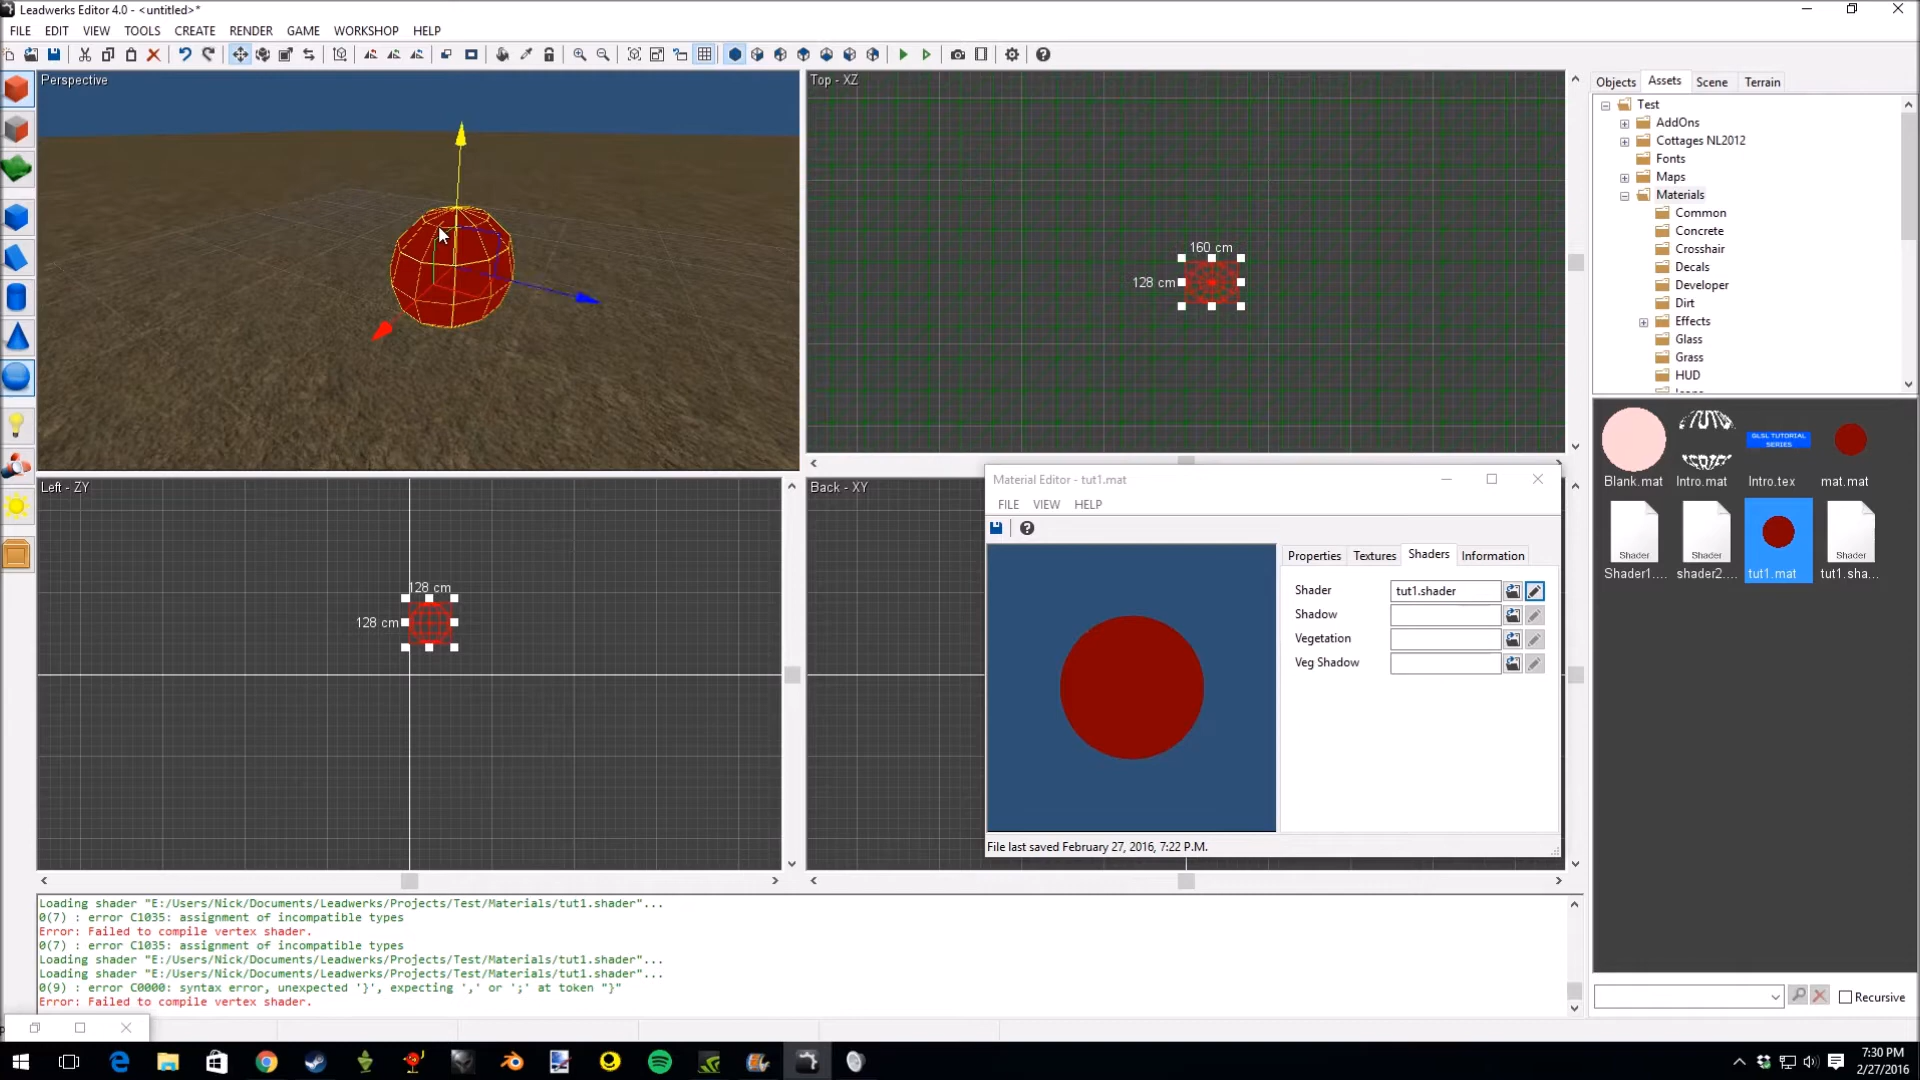 Leadwerks Editor 4.0 - <untitled>*
FILE EDIT VIEW TOOLS CREATE RENDER GAME WORKSHOP HELP
Perspective
Top - XZ
160 cm
128 cm
Left - ZY
128 cm
128 cm
Back - XY
Objects Assets Scene Terrain
Test
AddOns
Cottages NL2012
Fonts
Maps
Materials
Common
Concrete
Crosshair
Decals
Developer
Dirt
Effects
Glass
Grass
HUD
TUTO
GLSL TUTORIAL
SERIES
Blank.mat Intro.mat Intro.tex mat.mat
Shader Shader Shader
Shader1.... shader2.... tut1.mat tut1.sha...
Recursive
Material Editor - tut1.mat
FILE VIEW HELP
Properties Textures Shaders Information
Shader tut1.shader
Shadow
Vegetation
Veg Shadow
File last saved February 27, 2016, 7:22 P.M.
Loading shader "E:/Users/Nick/Documents/Leadwerks/Projects/Test/Materials/tut1.shader"...
0(7) : error C1035: assignment of incompatible types
Error: Failed to compile vertex shader.
0(7) : error C1035: assignment of incompatible types
Loading shader "E:/Users/Nick/Documents/Leadwerks/Projects/Test/Materials/tut1.shader"...
Loading shader "E:/Users/Nick/Documents/Leadwerks/Projects/Test/Materials/tut1.shader"...
0(9) : error C0000: syntax error, unexpected '}', expecting ',' or ';' at token "}"
Error: Failed to compile vertex shader.
7:30 PM
2/27/2016